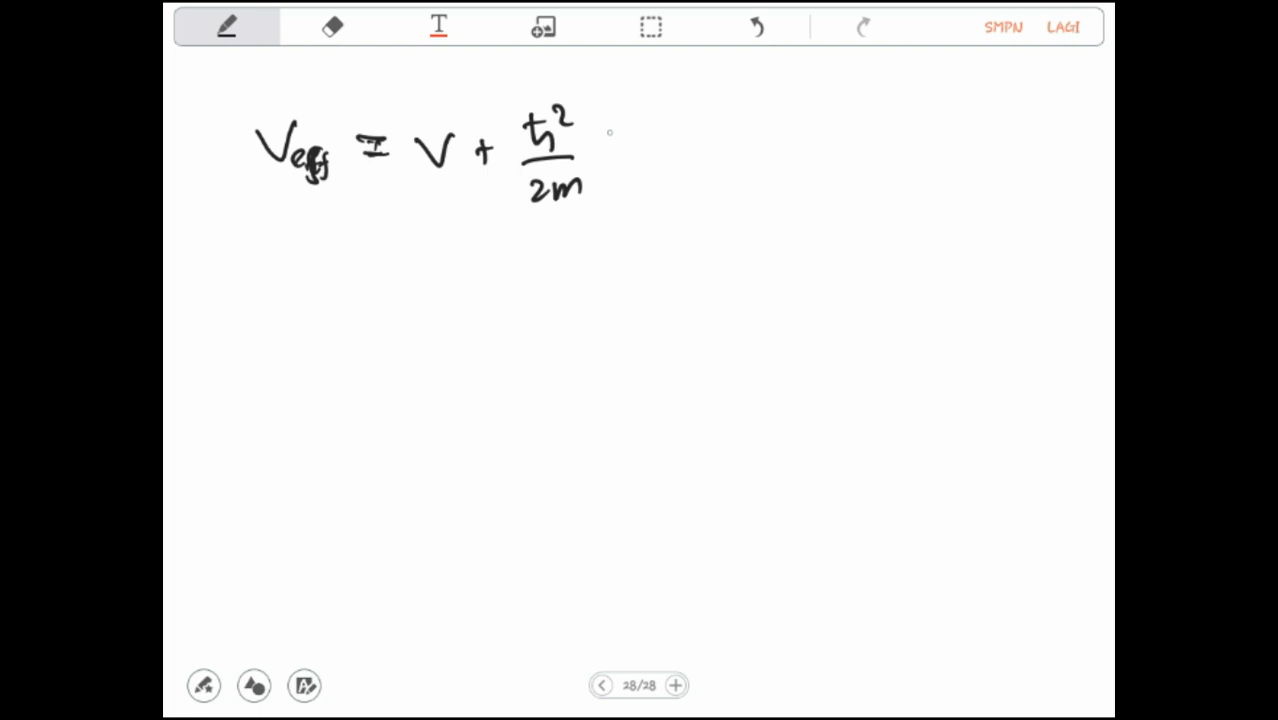 T SMPN LAGI
V_eff = V + ℏ²/2m
28/28